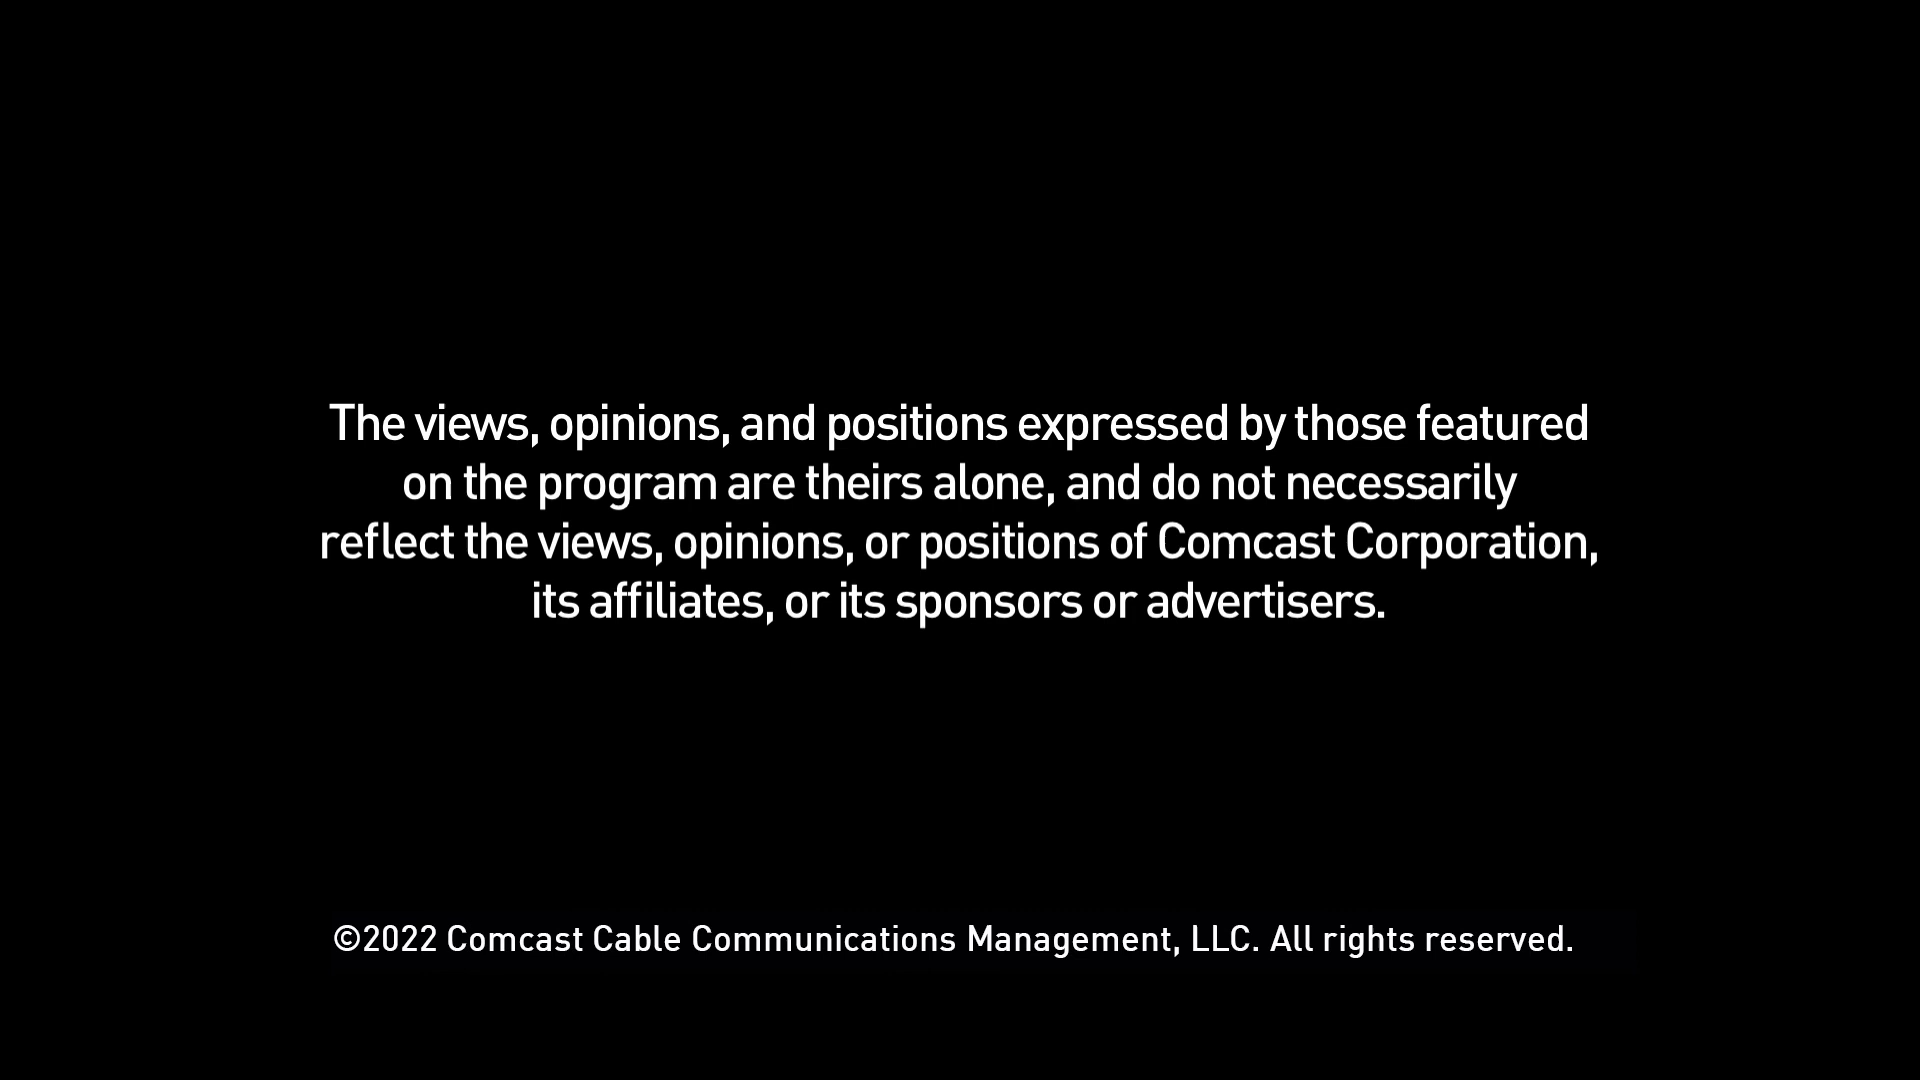 The views, opinions, and positions expressed by those featured
on the program are theirs alone, and do not necessarily
reflect the views, opinions, or positions of Comcast Corporation,
its affiliates, or its sponsors or advertisers.
©2022 Comcast Cable Communications Management, LLC. All rights reserved.